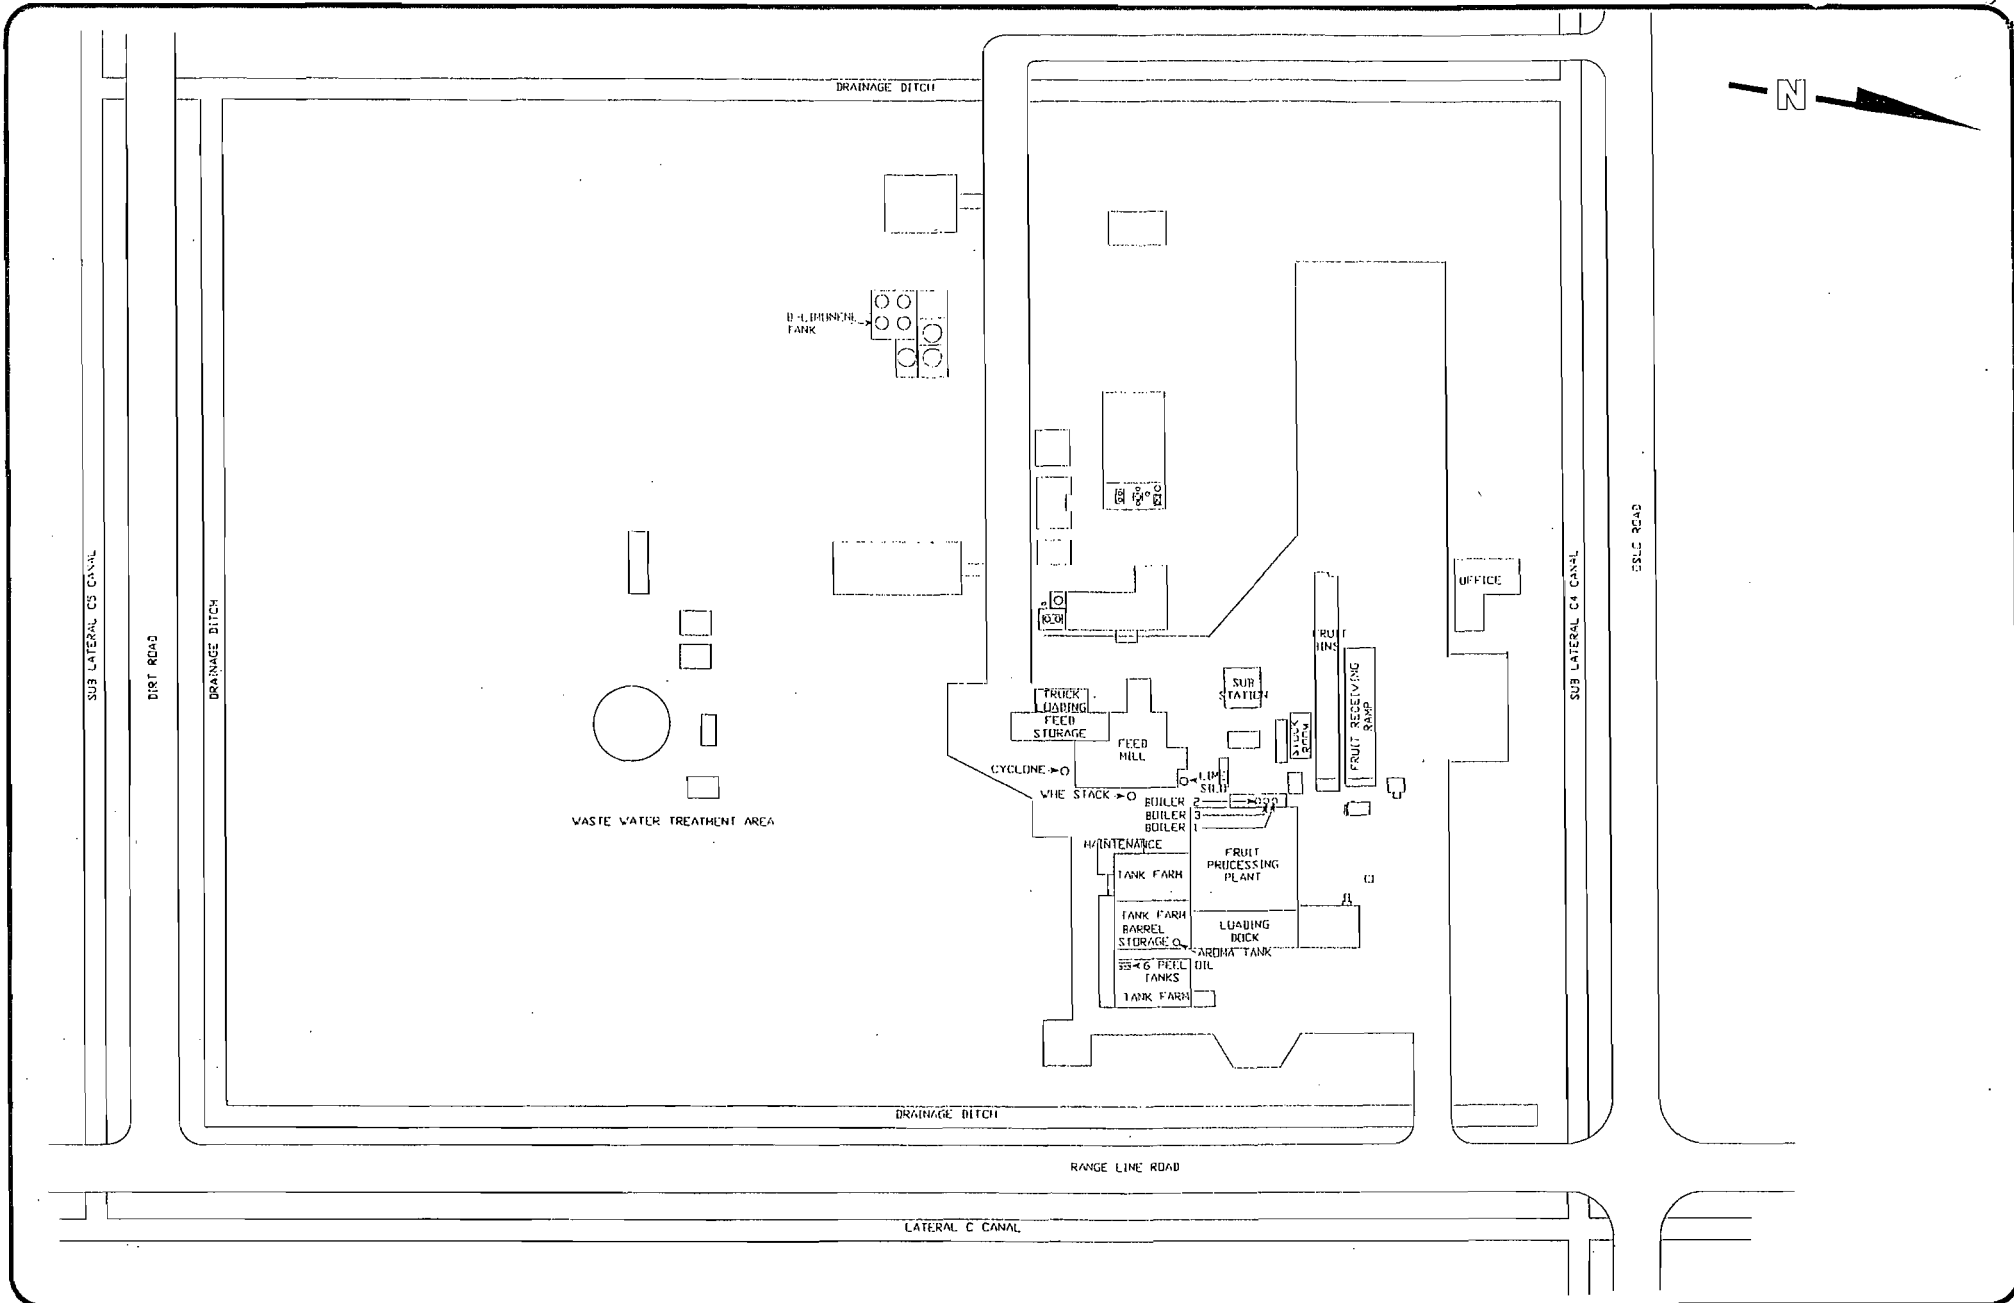 DRAINAGE DITCH
N
D-LIMONENE
TANK
SUB LATERAL C5 CANAL
DIRT ROAD
DRAINAGE DITCH
OSLO ROAD
SUB LATERAL C4 CANAL
OFFICE
FRUIT
BINS
FRUIT RECEIVING
RAMP
SUB
STATION
STOCK
ROOM
TRUCK
LOADING
FEED
STORAGE
FEED
MILL
CYCLONE
LIME
SILO
WHE STACK
BOILER 2
BOILER 3
BOILER 1
WASTE WATER TREATMENT AREA
MAINTENANCE
FRUIT
PROCESSING
PLANT
TANK FARM
TANK FARM
BARREL
STORAGE
LOADING
DOCK
AROMA TANK
6 PEEL OIL
TANKS
TANK FARM
DRAINAGE DITCH
RANGE LINE ROAD
LATERAL C CANAL